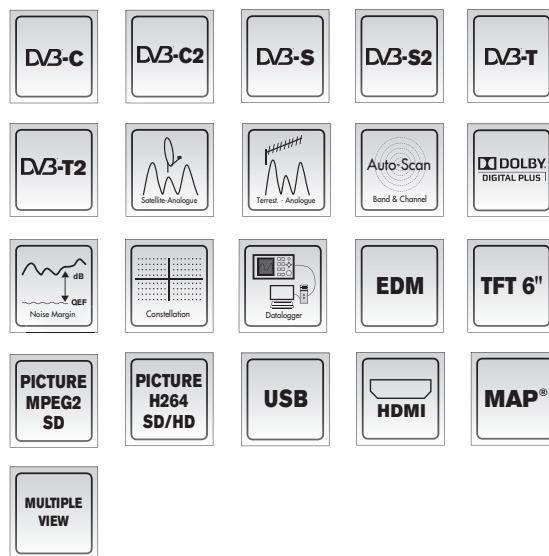 DVB-C
DVB-C2
DVB-S
DVB-S2
DVB-T
DVB-T2
Satellite-Analogue
Terrest. - Analogue
Auto-Scan
Band & Channel
DOLBY
DIGITAL PLUS
dB
QEF
Noise Margin
Constellation
Datalogger
EDM
TFT 6"
PICTURE
MPEG2
SD
PICTURE
H264
SD/HD
USB
HDMI
MAP®
MULTIPLE
VIEW